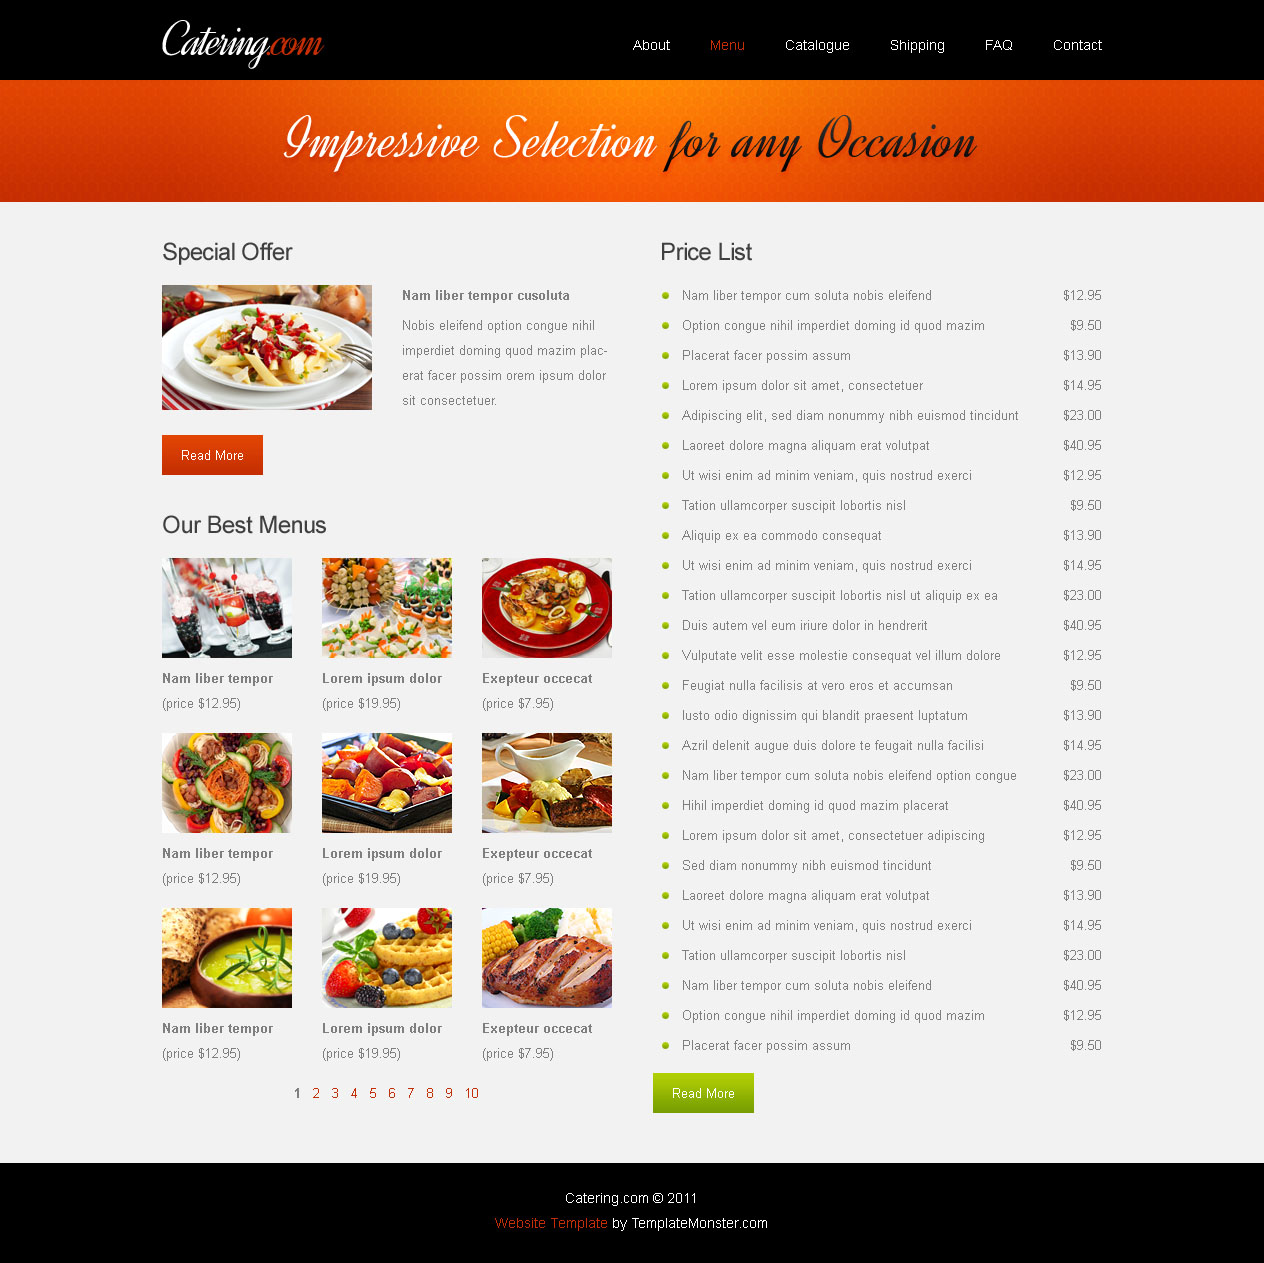 Catering.com
About Menu Catalogue Shipping FAQ Contact
Impressive Selection for any Occasion
Special Offer
Nam liber tempor cusoluta
Nobis eleifend option congue nihil
imperdiet doming quod mazim plac-
erat facer possim orem ipsum dolor
sit consectetuer.
Read More
Our Best Menus
Nam liber tempor
(price $12.95)
Lorem ipsum dolor
(price $19.95)
Exepteur occecat
(price $7.95)
Nam liber tempor
(price $12.95)
Lorem ipsum dolor
(price $19.95)
Exepteur occecat
(price $7.95)
Nam liber tempor
(price $12.95)
Lorem ipsum dolor
(price $19.95)
Exepteur occecat
(price $7.95)
1 2 3 4 5 6 7 8 9 10
Price List
Nam liber tempor cum soluta nobis eleifend $12.95
Option congue nihil imperdiet doming id quod mazim $9.50
Placerat facer possim assum $13.90
Lorem ipsum dolor sit amet, consectetuer $14.95
Adipiscing elit, sed diam nonummy nibh euismod tincidunt $23.00
Laoreet dolore magna aliquam erat volutpat $40.95
Ut wisi enim ad minim veniam, quis nostrud exerci $12.95
Tation ullamcorper suscipit lobortis nisl $9.50
Aliquip ex ea commodo consequat $13.90
Ut wisi enim ad minim veniam, quis nostrud exerci $14.95
Tation ullamcorper suscipit lobortis nisl ut aliquip ex ea $23.00
Duis autem vel eum iriure dolor in hendrerit $40.95
Vulputate velit esse molestie consequat vel illum dolore $12.95
Feugiat nulla facilisis at vero eros et accumsan $9.50
Iusto odio dignissim qui blandit praesent luptatum $13.90
Azril delenit augue duis dolore te feugait nulla facilisi $14.95
Nam liber tempor cum soluta nobis eleifend option congue $23.00
Hihil imperdiet doming id quod mazim placerat $40.95
Lorem ipsum dolor sit amet, consectetuer adipiscing $12.95
Sed diam nonummy nibh euismod tincidunt $9.50
Laoreet dolore magna aliquam erat volutpat $13.90
Ut wisi enim ad minim veniam, quis nostrud exerci $14.95
Tation ullamcorper suscipit lobortis nisl $23.00
Nam liber tempor cum soluta nobis eleifend $40.95
Option congue nihil imperdiet doming id quod mazim $12.95
Placerat facer possim assum $9.50
Read More
Catering.com © 2011
Website Template by TemplateMonster.com